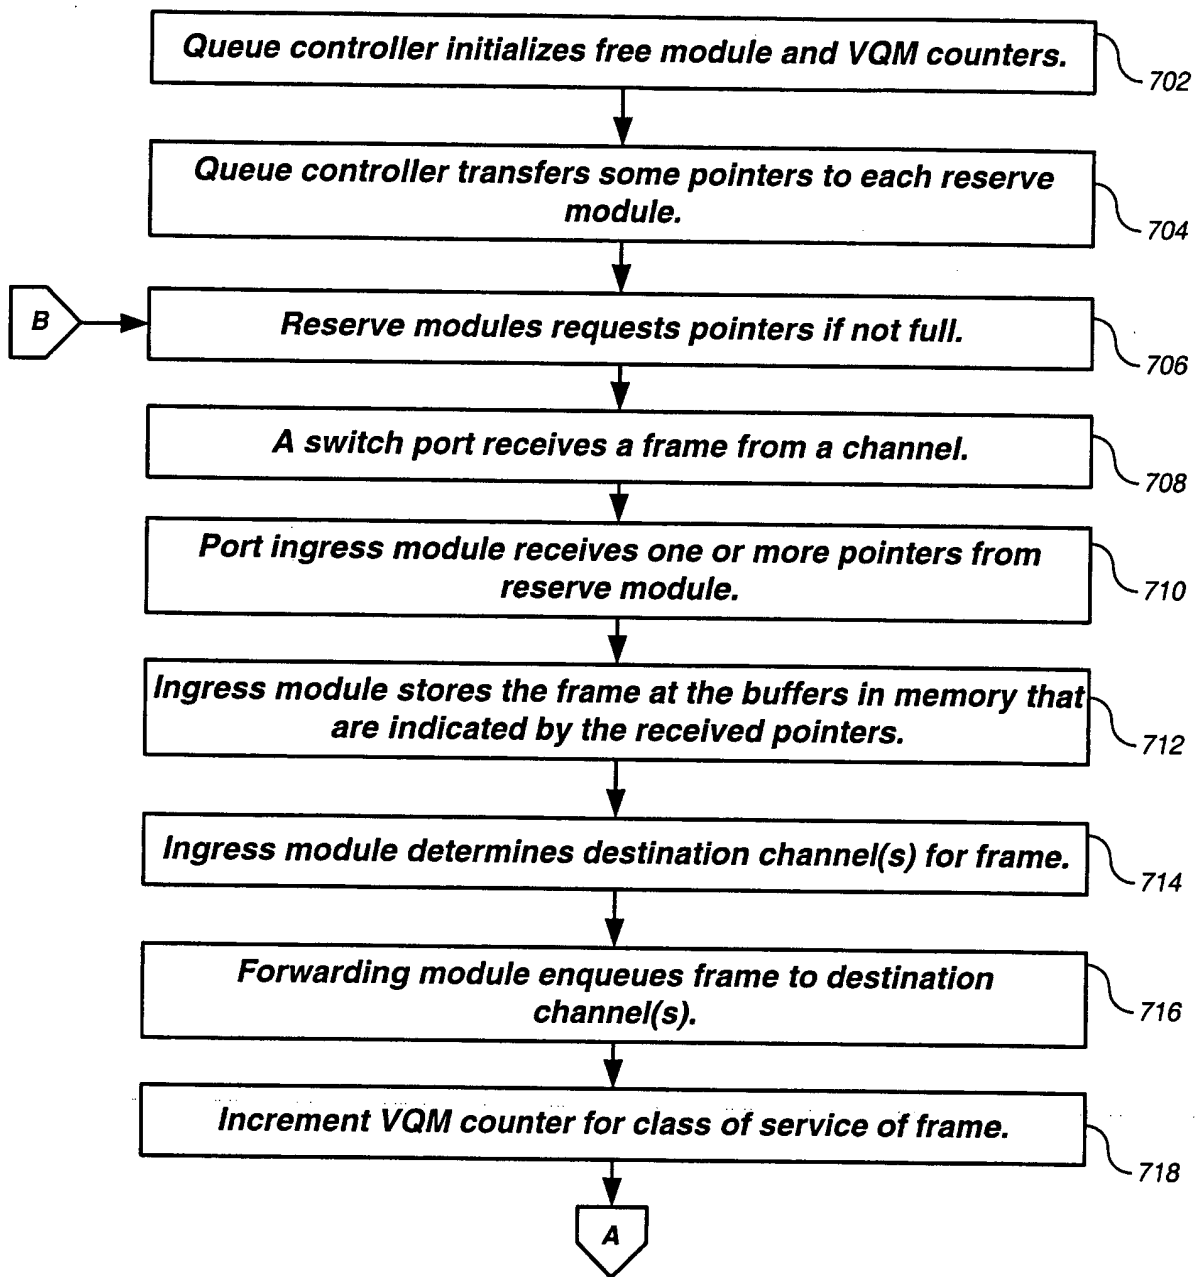 Queue controller initializes free module and VQM counters.
702
Queue controller transfers some pointers to each reserve
module.
704
B
Reserve modules requests pointers if not full.
706
A switch port receives a frame from a channel.
708
Port ingress module receives one or more pointers from
reserve module.
710
Ingress module stores the frame at the buffers in memory that
are indicated by the received pointers.
712
Ingress module determines destination channel(s) for frame.
714
Forwarding module enqueues frame to destination
channel(s).
716
Increment VQM counter for class of service of frame.
718
A